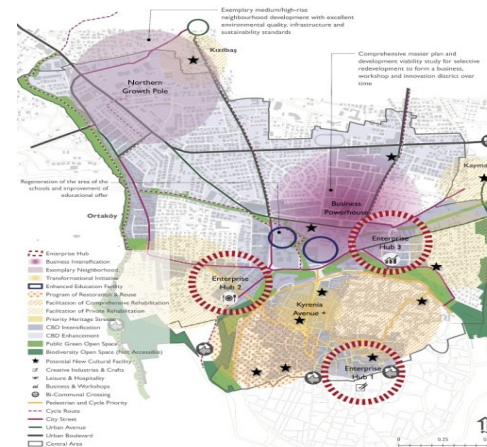 Exemplary medium/high-rise
neighbourhood development with excellent
environmental quality, infrastructure and
sustainability standards
Kızılbaş
Northern
Growth Pole
Comprehensive master plan and
development viability study for selective
redevelopment to form a business,
workshop and innovation district over
time
Regeneration of the area of the
schools and improvement of
educational offer
Ortaköy
Kayma
Business
Powerhouse
Enterprise
Hub 3
Enterprise
Hub 2
Kyrenia
Avenue +
Enterprise
Hub 1
Enterprise Hub
Business Intensification
Exemplary Neighborhood
Transformational Initiative
Enhanced Education Facility
Program of Restoration & Reuse
Facilitation of Comprehensive Rehabilitation
Facilitation of Private Rehabilitation
Priority Heritage Streets
CBD Intensification
CBD Enhancement
Public Green Open Space
Biodiversity Open Space (Not Accessible)
Potential New Cultural Facility
Creative Industries & Crafts
Leisure & Hospitality
Business & Workshops
Bi-Communal Crossing
Pedestrian and Cycle Priority
Cycle Route
City Street
Urban Avenue
Urban Boulevard
Central Area
0 0.25